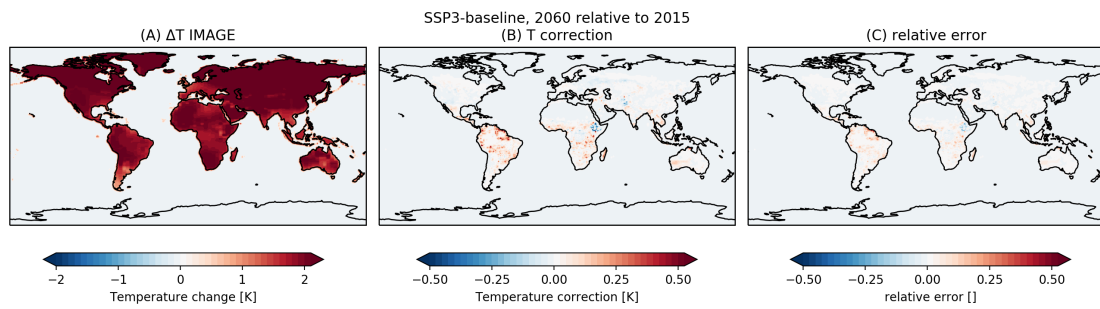 SSP3-baseline, 2060 relative to 2015
(A) ΔT IMAGE
(B) T correction
(C) relative error
−2 −1 0 1 2
Temperature change [K]
−0.50 −0.25 0.00 0.25 0.50
Temperature correction [K]
−0.50 −0.25 0.00 0.25 0.50
relative error []